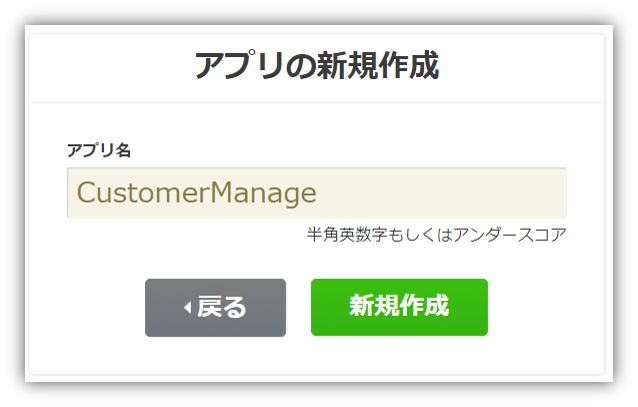 アプリの新規作成
アプリ名
CustomerManage
半角英数字もしくはアンダースコア
戻る
新規作成